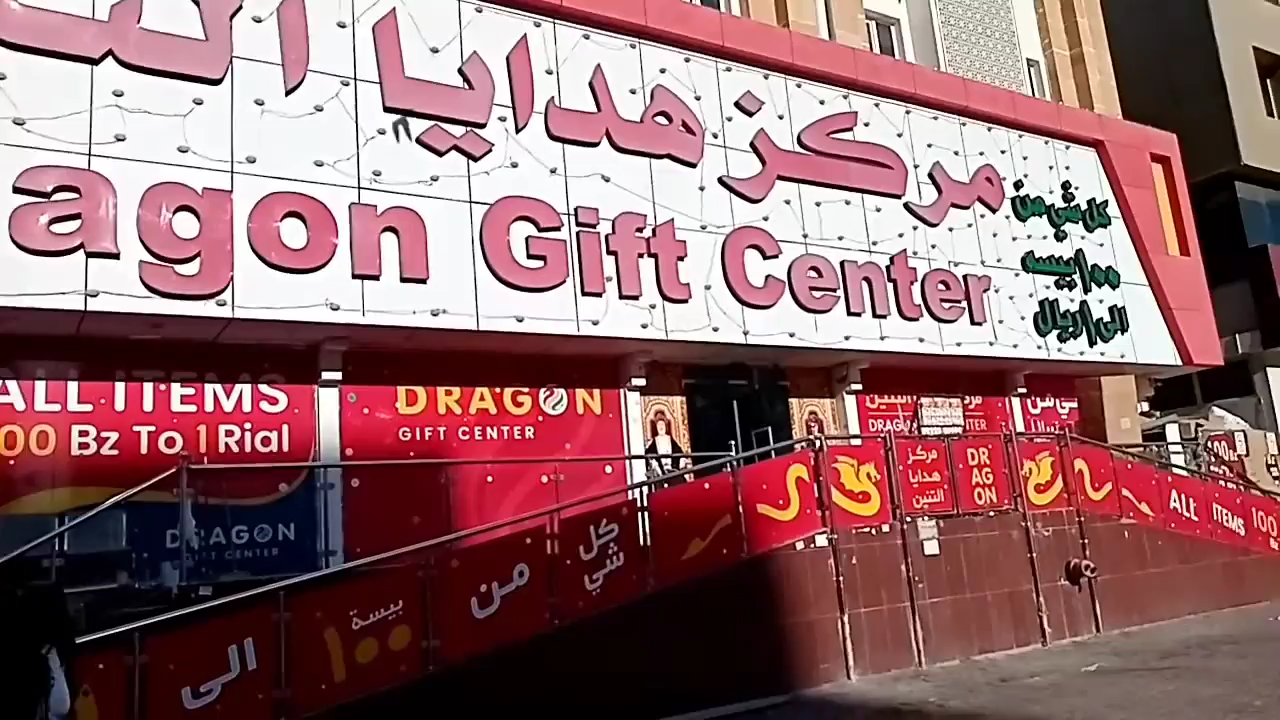 مركز هدايا الت
agon Gift Center
كل شي من
١٠٠ بيسه
الى ١ ريال
ALL ITEMS
00 Bz To 1 Rial
DRAGON
GIFT CENTER
DRAGON
GIFT CENTER
مركز
هدايا
التنين
DR
AG
ON
ALL
ITEMS
100
كل
شي
من
بيسة
١٠٠
الى